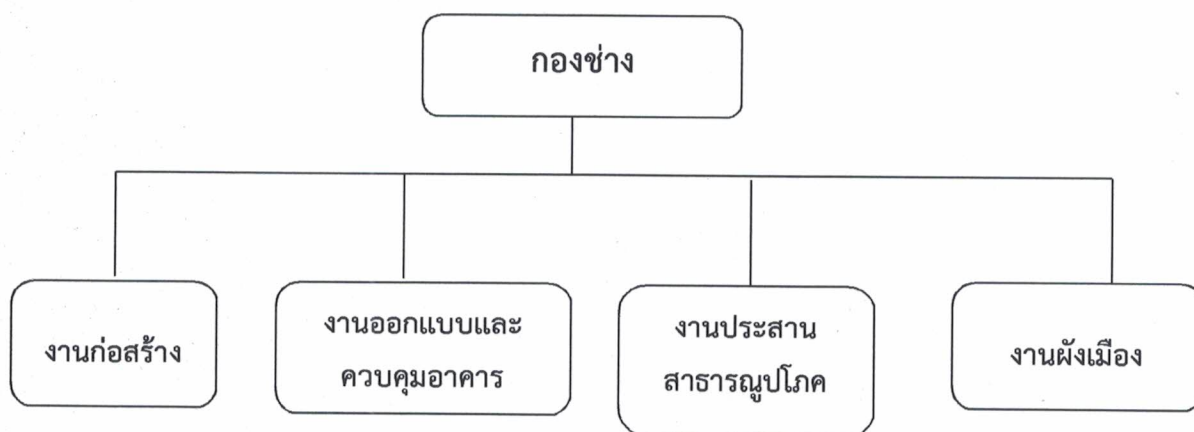 กองช่าง
งานก่อสร้าง
งานออกแบบและ
ควบคุมอาคาร
งานประสาน
สาธารณูปโภค
งานผังเมือง